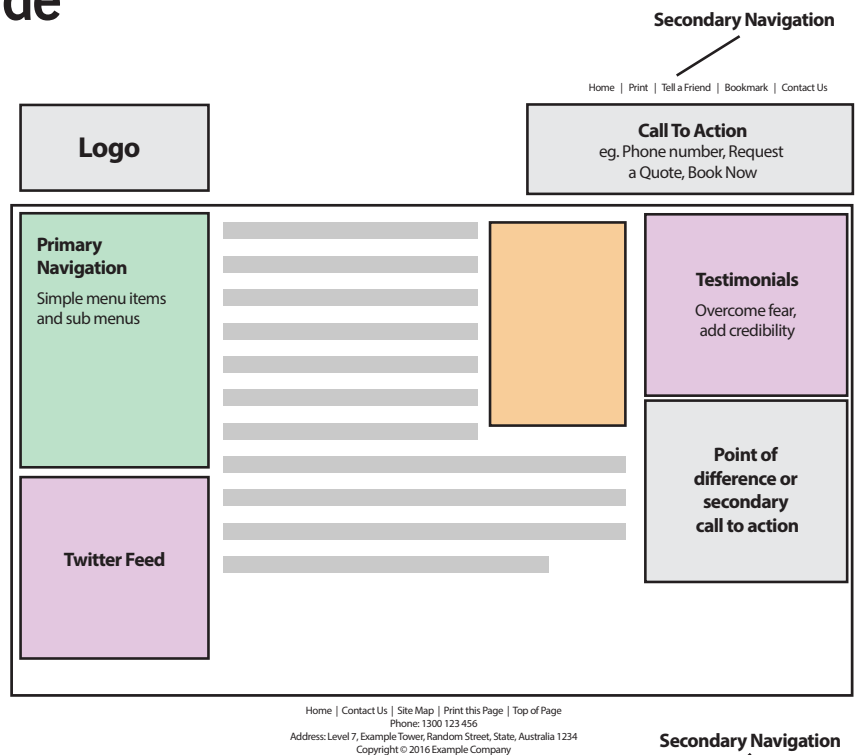 de
Secondary Navigation
Home | Print | Tell a Friend | Bookmark | Contact Us
Logo
Call To Action
eg. Phone number, Request
a Quote, Book Now
Primary
Navigation
Simple menu items
and sub menus
Testimonials
Overcome fear,
add credibility
Point of
difference or
secondary
call to action
Twitter Feed
Home | Contact Us | Site Map | Print this Page | Top of Page
Phone: 1300 123 456
Address: Level 7, Example Tower, Random Street, State, Australia 1234
Copyright © 2016 Example Company
Secondary Navigation